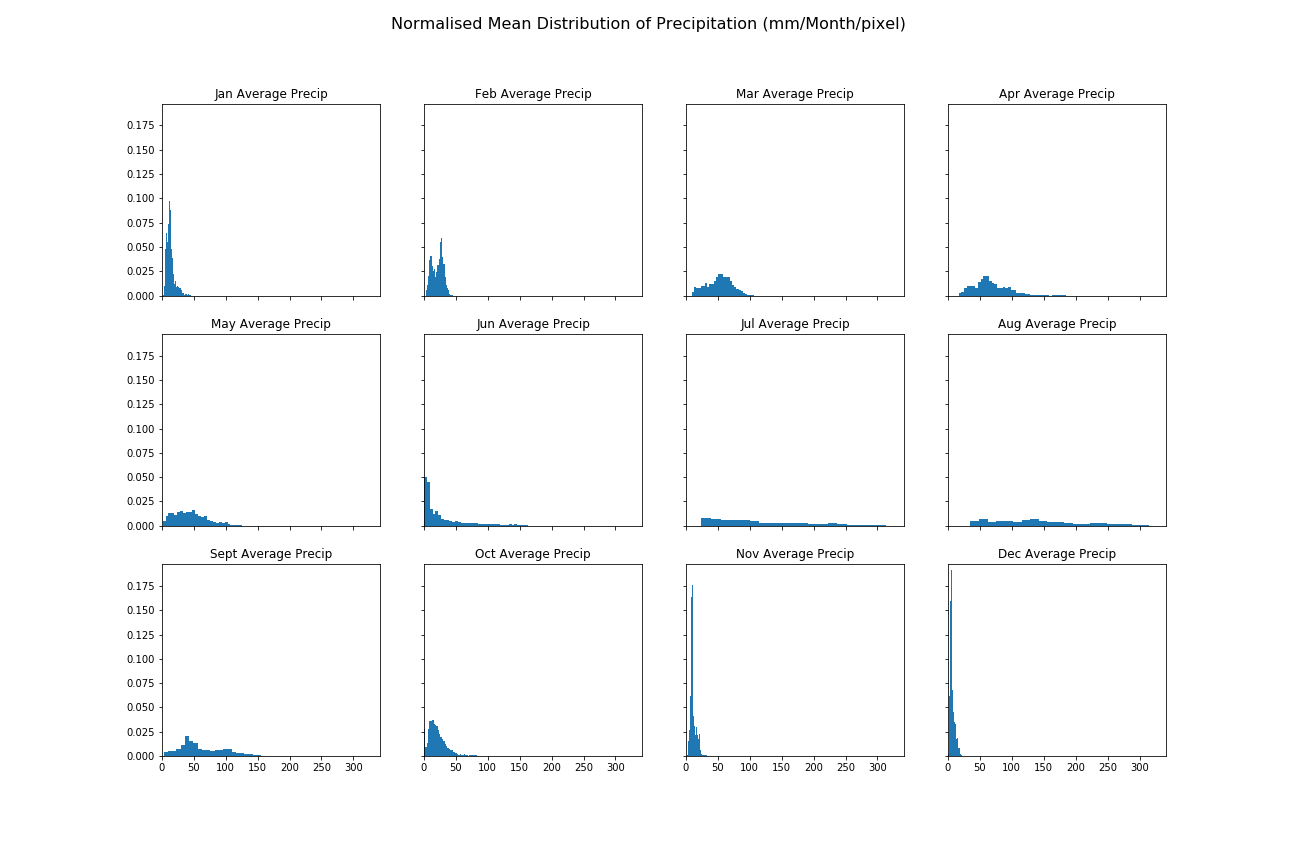 Normalised Mean Distribution of Precipitation (mm/Month/pixel)
Jan Average Precip
Feb Average Precip
Mar Average Precip
Apr Average Precip
0.175
0.150
0.125
0.100
0.075
0.050
0.025
0.000
May Average Precip
Jun Average Precip
Jul Average Precip
Aug Average Precip
0.175
0.150
0.125
0.100
0.075
0.050
0.025
0.000
Sept Average Precip
Oct Average Precip
Nov Average Precip
Dec Average Precip
0.175
0.150
0.125
0.100
0.075
0.050
0.025
0.000
0 50 100 150 200 250 300
0 50 100 150 200 250 300
0 50 100 150 200 250 300
0 50 100 150 200 250 300